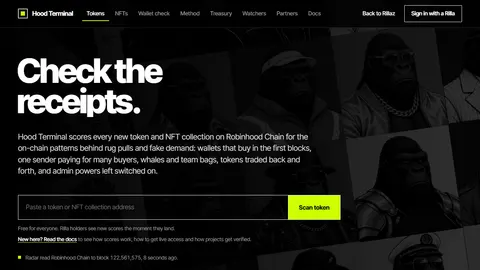 Hood Terminal
Tokens
NFTs
Wallet check
Method
Treasury
Watchers
Partners
Docs
Back to Rillaz
Sign in with a Rilla
Check the
receipts.
Hood Terminal scores every new token and NFT collection on Robinhood Chain for the
on-chain patterns behind rug pulls and fake demand: wallets that buy in the first blocks,
one sender paying for many buyers, whales and team bags, tokens traded back and
forth, and admin powers left switched on.
Paste a token or NFT collection address
Scan token
Free for everyone. Rilla holders see new scores the moment they land.
New here? Read the docs to see how scores work, how to get access and how projects get verified.
Radar read Robinhood Chain to block 122,561,575, 8 seconds ago.